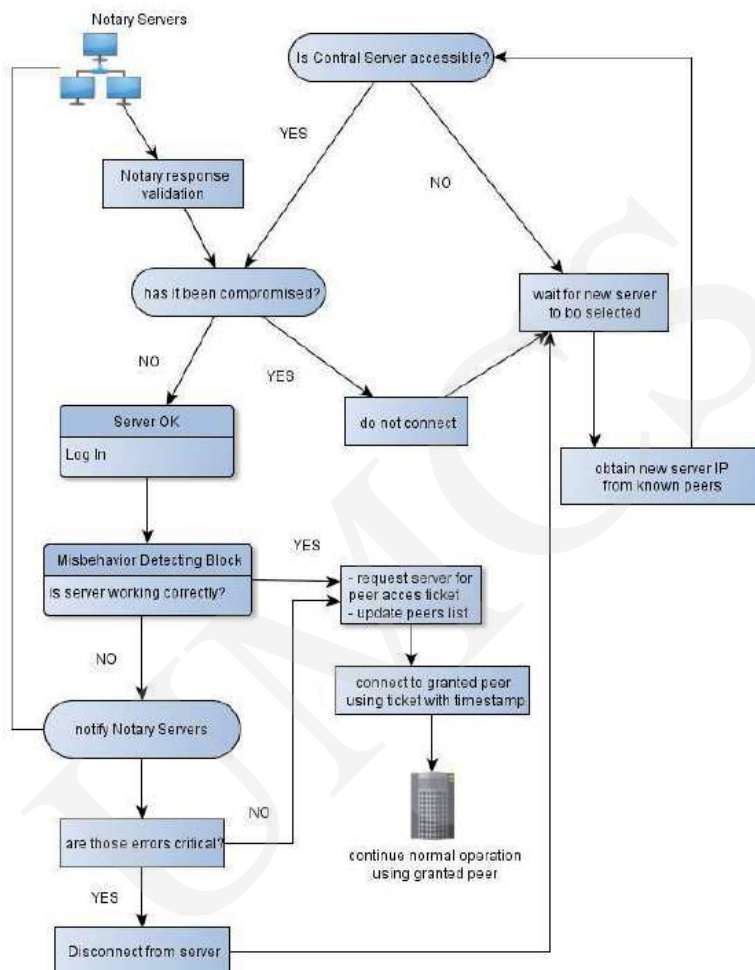 Notary Servers
Is Central Server accessible?
YES
NO
Notary response
validation
has it been compromised?
wait for new server
to bo selected
NO
YES
Server OK
Log In
do not connect
obtain new server IP
from known peers
Misbehavior Detecting Block
is server working correctly?
YES
- request server for
peer acces ticket
- update peers list
NO
connect to granted peer
using ticket with timestamp
notify Notary Servers
NO
are those errors critical?
continue normal operation
using granted peer
YES
Disconnect from server
UMCS